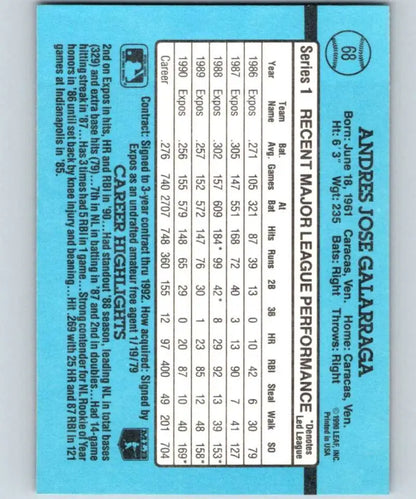 68
ANDRES JOSE GALARRAGA
© 1990 LEAF, INC.
Printed in USA
Born: June 18, 1961 Caracas, Ven. Home: Caracas, Ven.
Ht: 6'3" Wgt: 235 Bats: Right Throws: Right
Series 1 RECENT MAJOR LEAGUE PERFORMANCE *Denotes Led League
Team Bat At
Year Name Avg. Games Bat Hits Runs 2B 3B HR RBI Steal Walk SO
1986 Expos .271 105 321 87 39 13 0 10 42 6 30 79
1987 Expos .305 147 551 168 72 40 3 13 90 7 41 127
1988 Expos .302 157 609 184* 99 42* 8 29 92 13 39 153*
1989 Expos .257 152 572 147 76 30 1 23 85 12 48 158*
1990 Expos .256 155 579 148 65 29 0 20 87 10 40 169*
Career .276 740 2707 748 360 155 12 97 400 49 201 704
Contract: Signed to 3-year contract thru 1992. How acquired: Signed by
Expos as an undrafted amateur free agent 1/19/79
CAREER HIGHLIGHTS
2nd on Expos in hits, HR and RBI in '90...Had standout '88 season, leading NL in total bases
(329) and extra base hits (79)...7th in NL in batting in '87 and 2nd in doubles...Had 14-game
hitting streak in '87...Has 3 times had 5 RBI in 1 game...Strong contender for NL Rookie of Year
honors in '86 until set back by knee injury and beaning...Hit .269 with 25 HR and 87 RBI in 121
games at Indianapolis in '85.